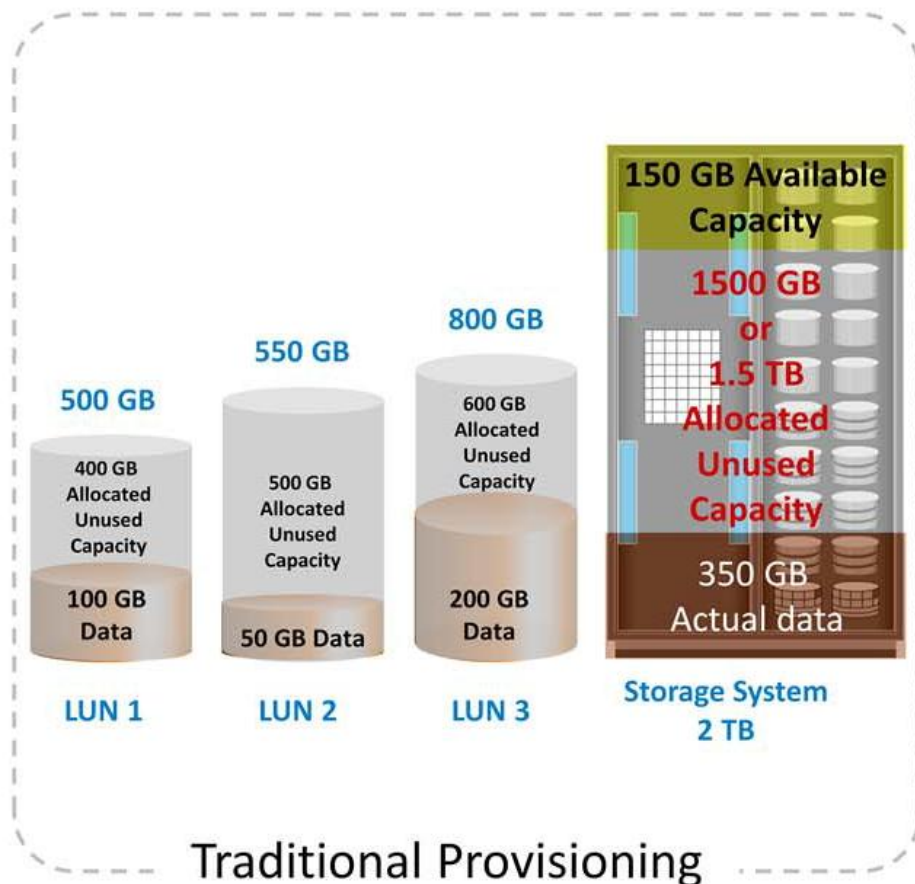 500 GB
400 GB
Allocated
Unused
Capacity
100 GB
Data
LUN 1
550 GB
500 GB
Allocated
Unused
Capacity
50 GB Data
LUN 2
800 GB
600 GB
Allocated
Unused
Capacity
200 GB
Data
LUN 3
150 GB Available
Capacity
1500 GB
or
1.5 TB
Allocated
Unused
Capacity
350 GB
Actual data
Storage System
2 TB
Traditional Provisioning